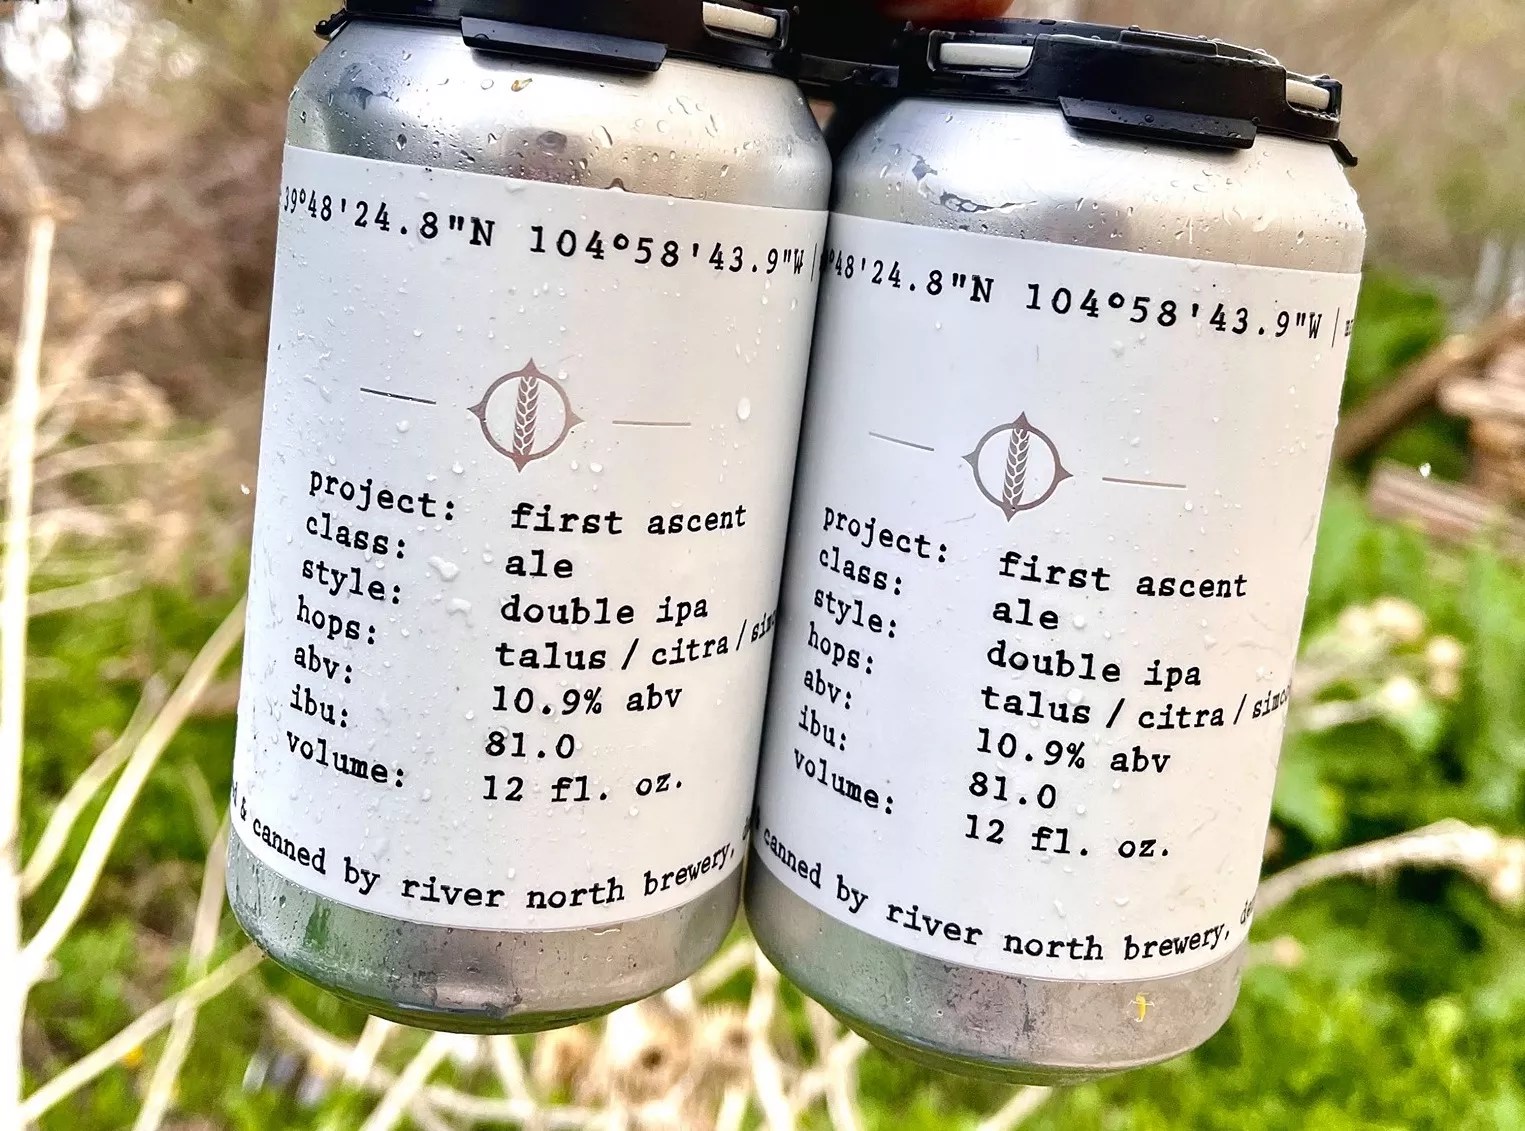 39°48'24.8"N 104°58'43.9"W |
project: first ascent
class: ale
style: double ipa
hops: talus / citra /
abv: 10.9% abv
ibu: 81.0
volume: 12 fl. oz.
& canned by river north brewery,
°48'24.8"N 104°58'43.9"W |
project: first ascent
class: ale
style: double ipa
hops: talus / citra / simco
abv: 10.9% abv
ibu: 81.0
volume: 12 fl. oz.
canned by river north brewery,